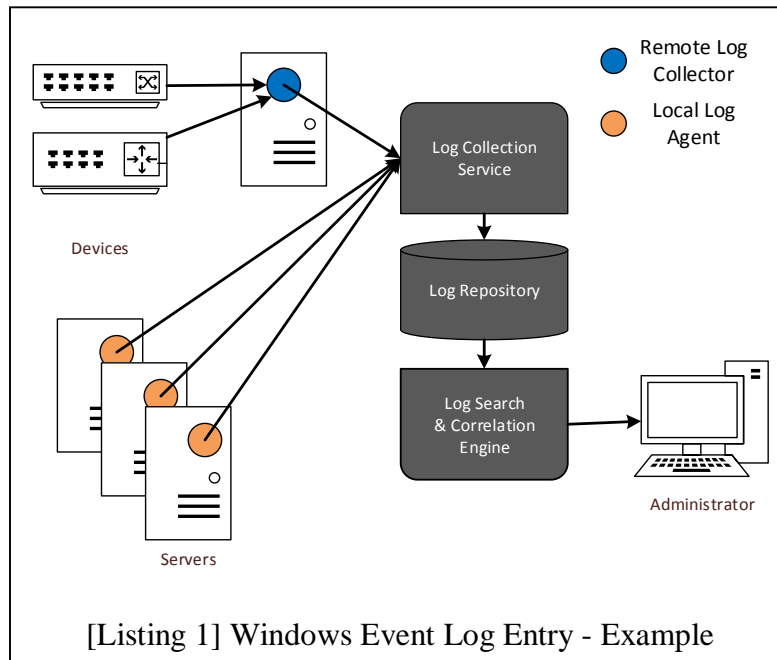 Remote Log
Collector
Local Log
Agent
Log Collection
Service
Devices
Log Repository
Log Search
& Correlation
Engine
Administrator
Servers
[Listing 1] Windows Event Log Entry - Example